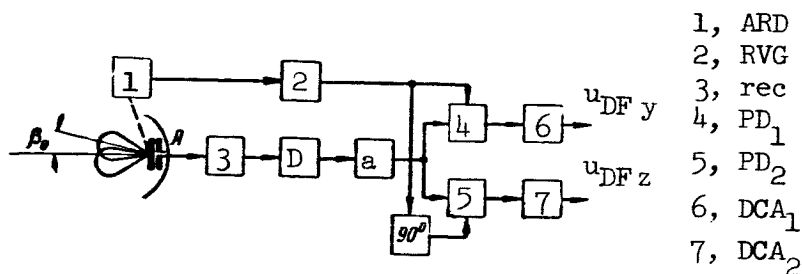 1
2
3
D
a
4
5
6
7
90°
β₀
l
A
u_DF y
u_DF z
1, ARD
2, RVG
3, rec
4, PD₁
5, PD₂
6, DCA₁
7, DCA₂